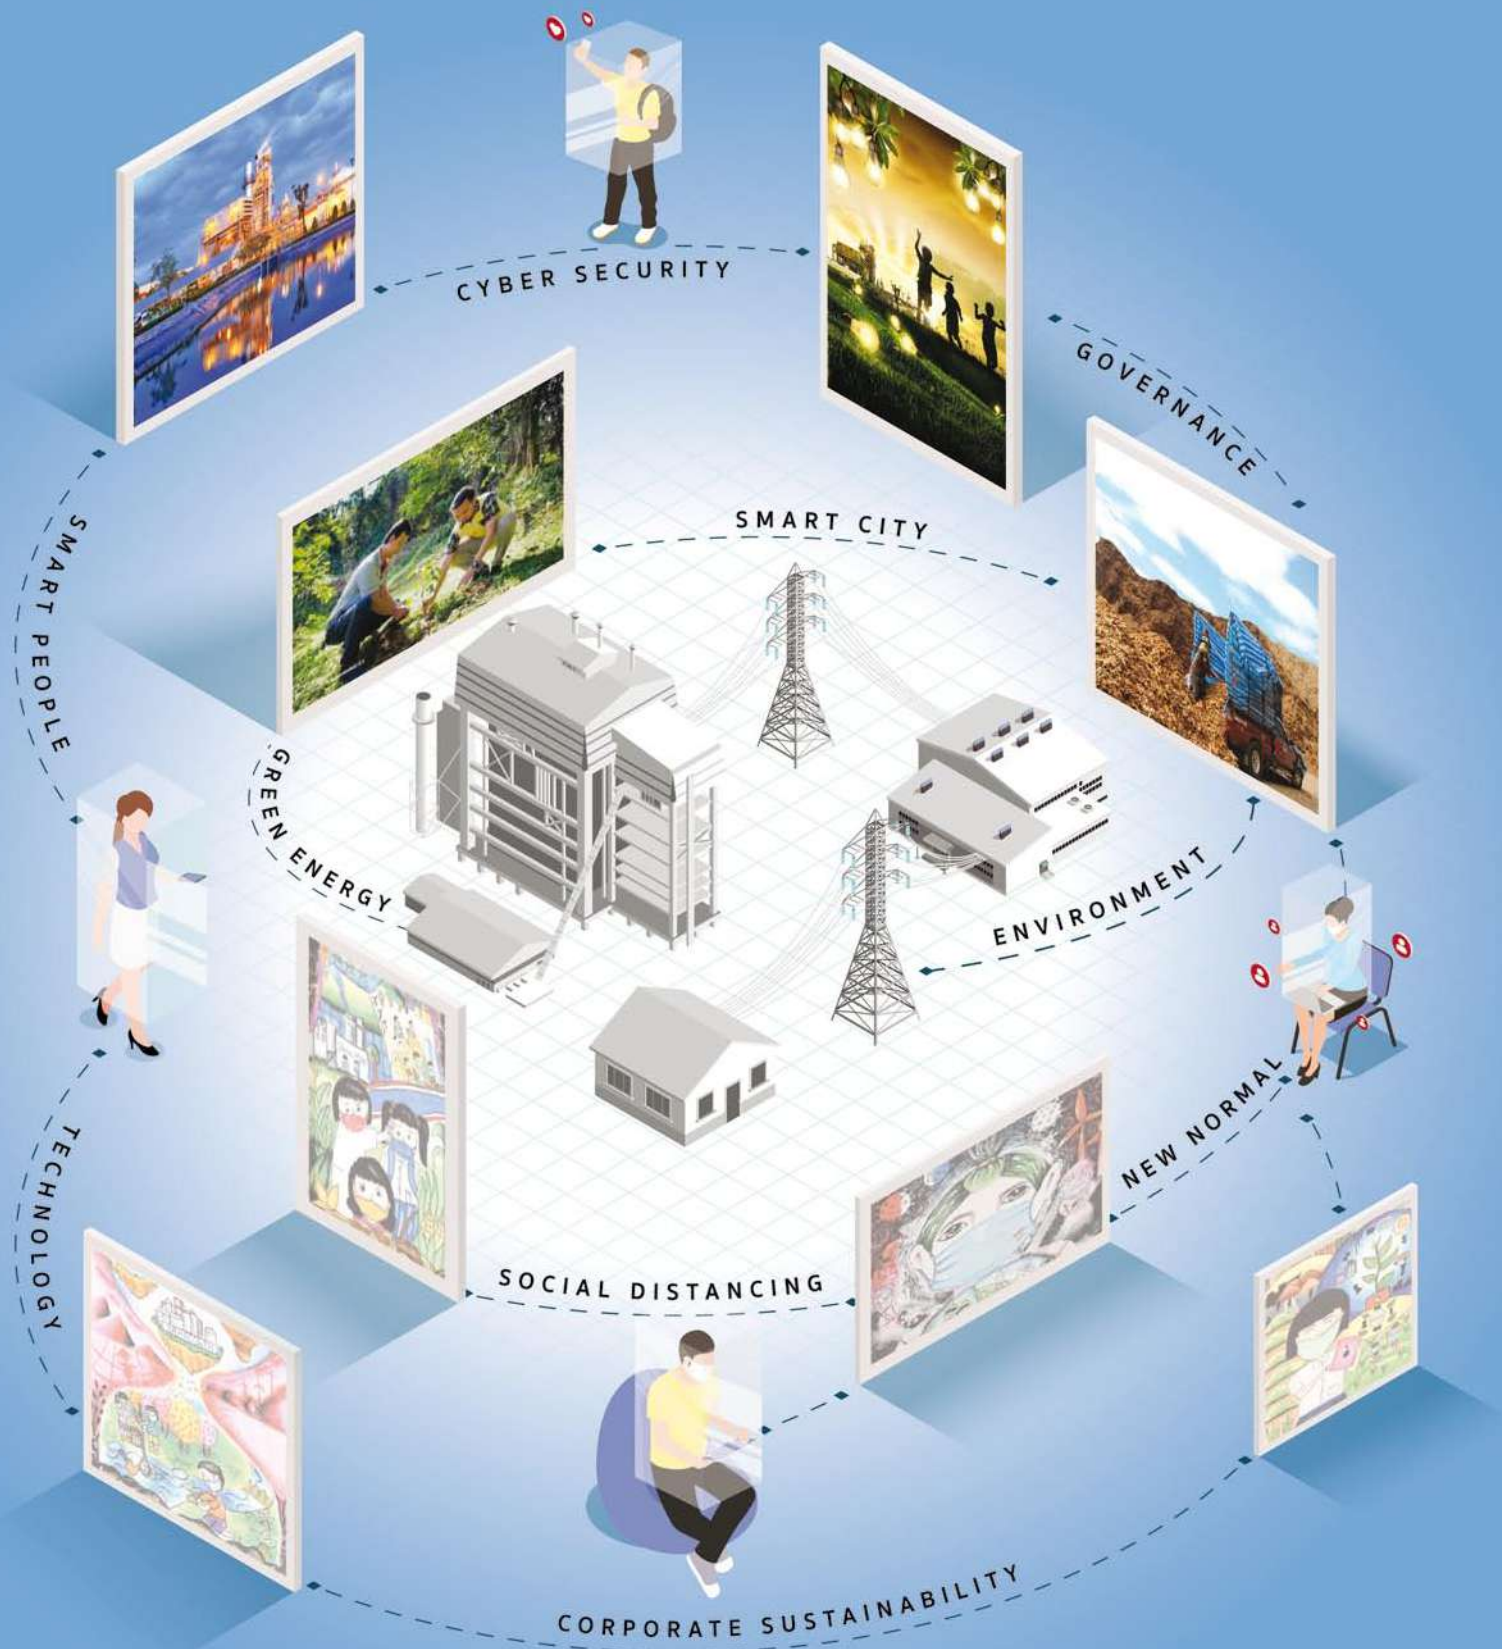 CYBER SECURITY
GOVERNANCE
SMART CITY
SMART PEOPLE
GREEN ENERGY
ENVIRONMENT
NEW NORMAL
TECHNOLOGY
SOCIAL DISTANCING
CORPORATE SUSTAINABILITY